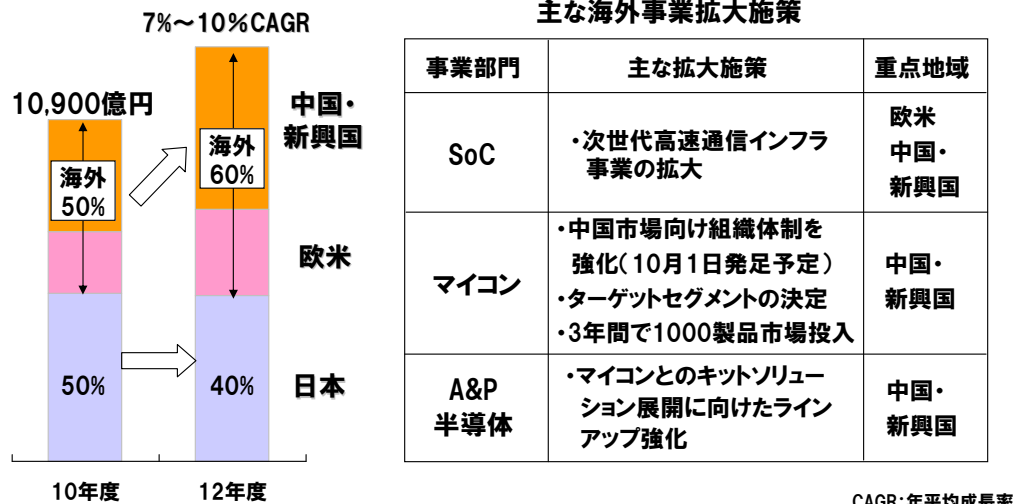 7%～10%CAGR
10,900億円
海外
50%
海外
60%
中国・
新興国
欧米
50%
40%
日本
10年度
12年度
主な海外事業拡大施策
事業部門
主な拡大施策
重点地域
SoC
・次世代高速通信インフラ
事業の拡大
欧米
中国・
新興国
マイコン
・中国市場向け組織体制を
強化(10月1日発足予定)
・ターゲットセグメントの決定
・3年間で1000製品市場投入
中国・
新興国
A&P
半導体
・マイコンとのキットソリュー
ション展開に向けたライン
アップ強化
中国・
新興国
CAGR:年平均成長率